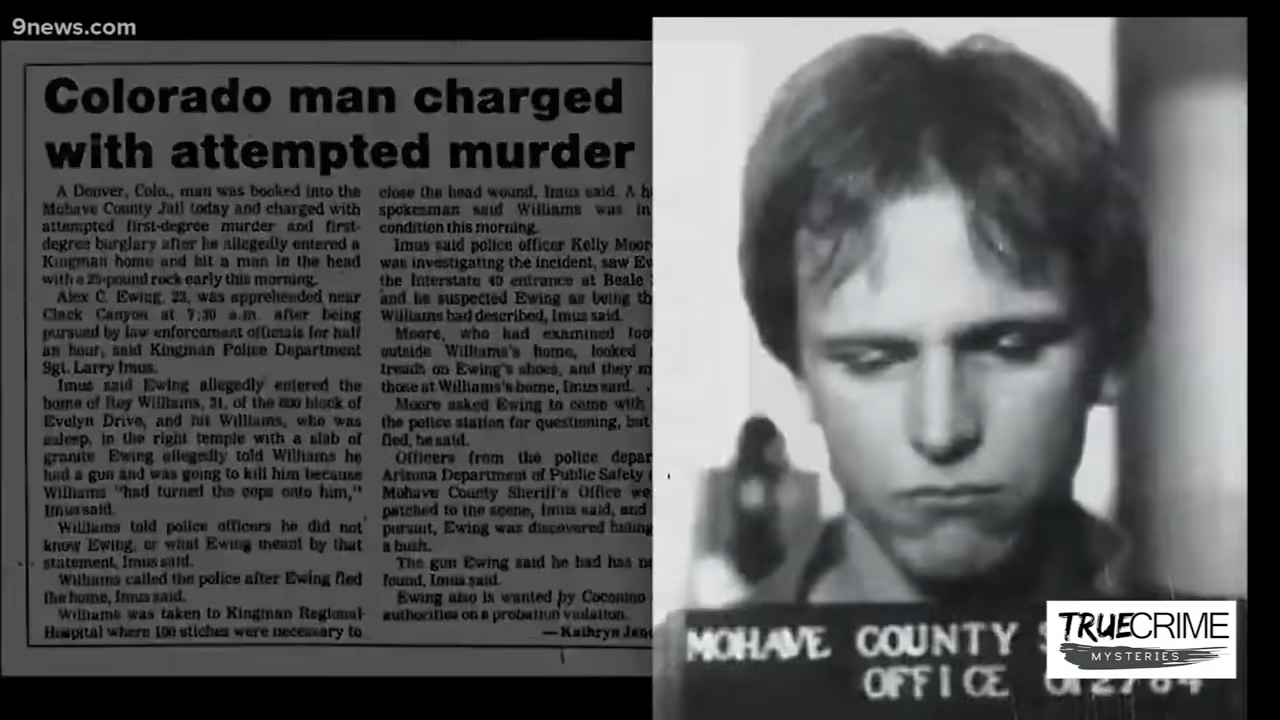 9news.com
Colorado man charged
with attempted murder
A Denver, Colo., man was booked into the
Mohave County Jail today and charged with
attempted first-degree murder and first-
degree burglary after he allegedly entered a
Kingman home and hit a man in the head
with a 25-pound rock early this morning.
Alex C. Ewing, 23, was apprehended near
Clack Canyon at 7:30 a.m. after being
pursued by law enforcement officials for half
an hour, said Kingman Police Department
Sgt. Larry Imus.
Imus said Ewing allegedly entered the
home of Roy Williams, 31, of the 600 block of
Evelyn Drive, and hit Williams, who was
asleep, in the right temple with a slab of
granite Ewing allegedly told Williams he
had a gun and was going to kill him because
Williams "had turned the cops onto him,"
Imus said.
Williams told police officers he did not
know Ewing, or what Ewing meant by that
statement, Imus said.
Williams called the police after Ewing fled
the home, Imus said.
Williams was taken to Kingman Regional
Hospital where 100 stiches were necessary to
close the head wound, Imus said. A h
spokesman said Williams was in
condition this morning.
Imus said police officer Kelly Moor
was investigating the incident, saw Ew
the Interstate 40 entrance at Beale
and he suspected Ewing as being th
Williams had described, Imus said.
Moore, who had examined foo
outside Williams's home, looked
treads on Ewing's shoes, and they m
those at Williams's home, Imus said.
Moore asked Ewing to come with
the police station for questioning, but
fled, he said.
Officers from the police depar
Arizona Department of Public Safety
Mohave County Sheriff's Office we
patched to the scene, Imus said, and
pursuit, Ewing was discovered hiding
a bush.
The gun Ewing said he had has n
found, Imus said.
Ewing also is wanted by Coconino
authorities on a probation violation.
—Kathryn Jan
MOHAVE COUNTY S
OFFICE
TRUECRIME
MYSTERIES